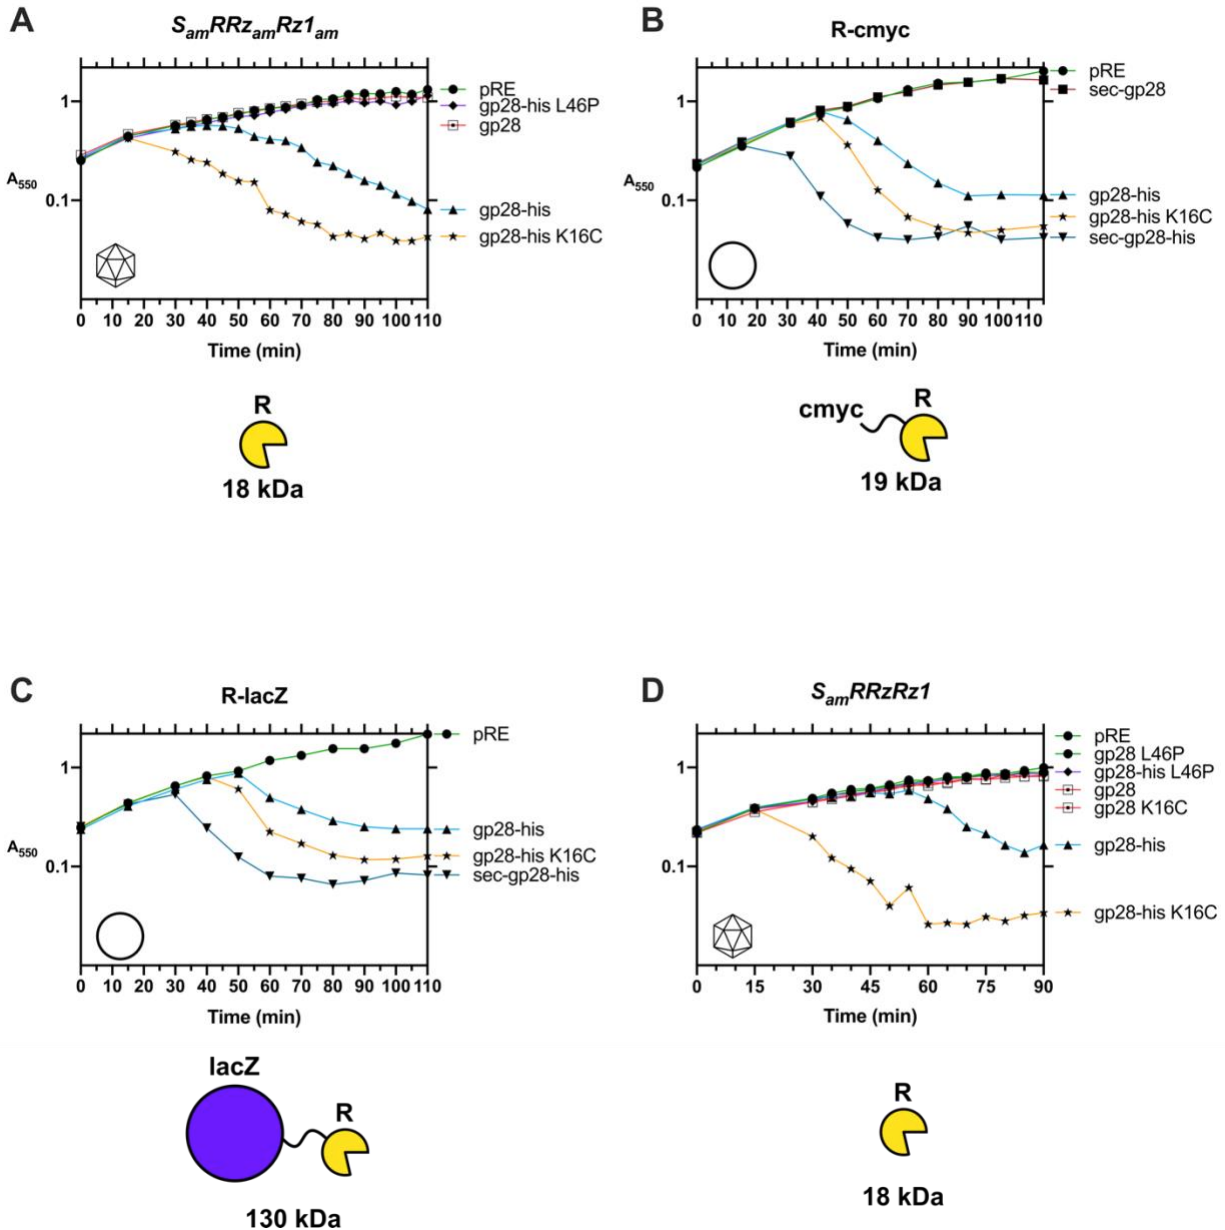 A
SamRRzamRz1am
1
A550
0.1
pRE
gp28-his L46P
gp28
gp28-his
gp28-his K16C
0 10 20 30 40 50 60 70 80 90 100 110
Time (min)
R
18 kDa
B
R-cmyc
1
A550
0.1
pRE
sec-gp28
gp28-his
gp28-his K16C
sec-gp28-his
0 10 20 30 40 50 60 70 80 90 100 110
Time (min)
cmyc
R
19 kDa
C
R-lacZ
1
A550
0.1
pRE
gp28-his
gp28-his K16C
sec-gp28-his
0 10 20 30 40 50 60 70 80 90 100 110
Time (min)
lacZ
R
130 kDa
D
SamRRzRz1
1
0.1
pRE
gp28 L46P
gp28-his L46P
gp28
gp28 K16C
gp28-his
gp28-his K16C
0 15 30 45 60 75 90
Time (min)
R
18 kDa